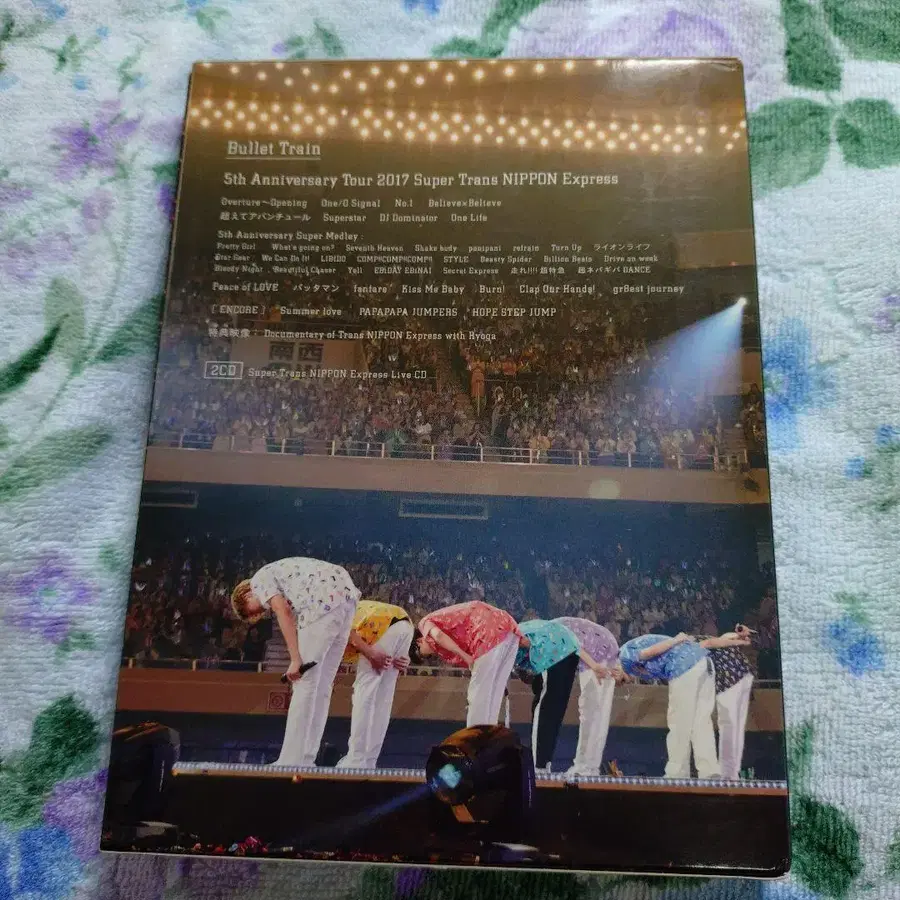 Bullet Train
5th Anniversary Tour 2017 Super Trans NIPPON Express
Overture～Opening One/0 Signal No.1 Believe×Believe
超えてアバンチュール Superstar DJ Dominator One Life
5th Anniversary Super Medley :
Pretty Girl What's going on? Seventh Heaven Shake body panipani refrain Turn Up ライオンライフ
Ever Gear We Can Do It! LIBIDO COMP!!COMP!!COMP!! STYLE Beasty Spider Billion Beats Drive on week
Bloody Night Beautiful Chaser Yell EBiDAY EBiNAI Secret Express 走れ!!!!超特急 超ネバギバDANCE
Peace of LOVE バッタマン fanfare Kiss Me Baby Burn! Clap Our Hands! gr8est journey
[ ENCORE ] Summer love PAPAPAPA JUMPERS HOPE STEP JUMP
特典映像 : Documentary of Trans NIPPON Express with Ryoga
南西
2CD Super Trans NIPPON Express Live CD